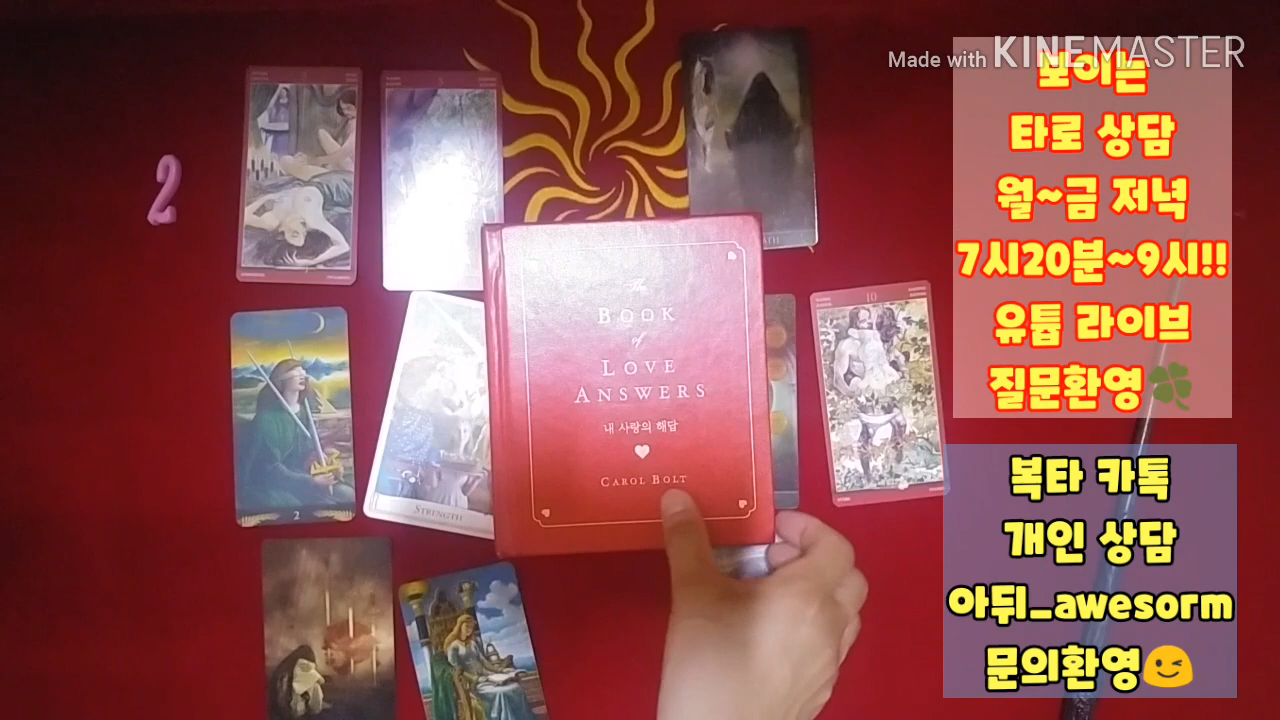 Made with KINEMASTER
보이는
타로 상담
월~금 저녁
7시20분~9시!!
유튭 라이브
질문환영🍀
복타 카톡
개인 상담
아뒤_awesorm
문의환영😉
2
5
10
The
BOOK
of
LOVE
ANSWERS
내 사랑의 해답
CAROL BOLT
2
STRENGTH